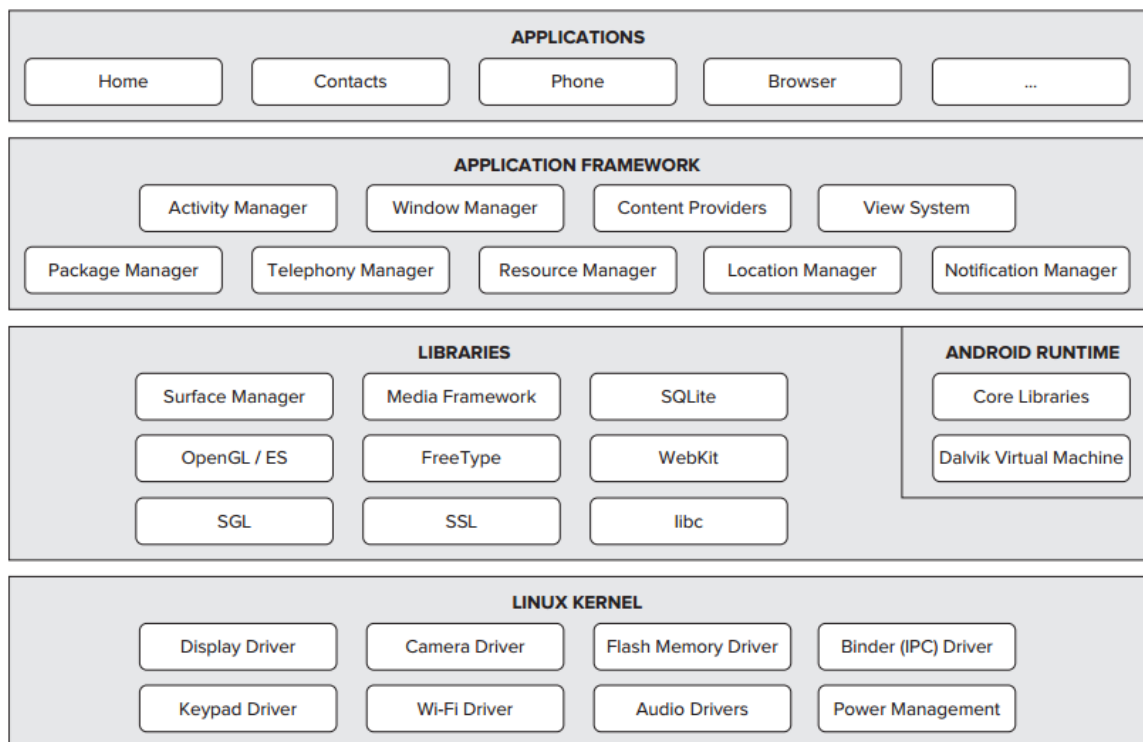 APPLICATIONS
Home Contacts Phone Browser ...
APPLICATION FRAMEWORK
Activity Manager Window Manager Content Providers View System
Package Manager Telephony Manager Resource Manager Location Manager Notification Manager
LIBRARIES
Surface Manager Media Framework SQLite
OpenGL / ES FreeType WebKit
SGL SSL libc
ANDROID RUNTIME
Core Libraries
Dalvik Virtual Machine
LINUX KERNEL
Display Driver Camera Driver Flash Memory Driver Binder (IPC) Driver
Keypad Driver Wi-Fi Driver Audio Drivers Power Management